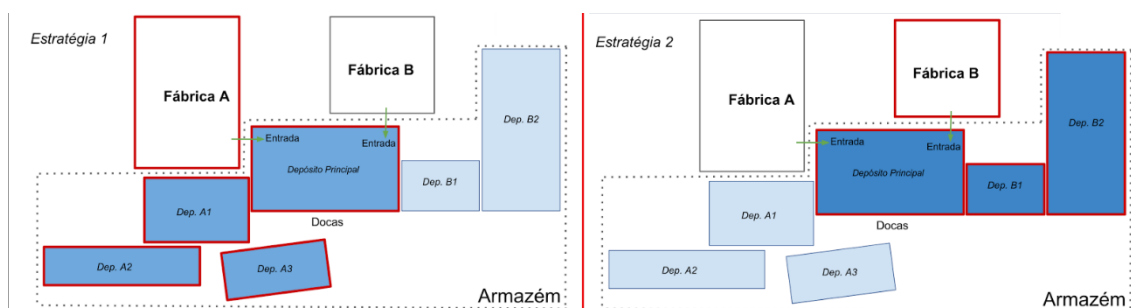 Estratégia 1
Fábrica A
Fábrica B
Entrada
Entrada
Depósito Principal
Dep. B2
Dep. B1
Dep. A1
Docas
Dep. A2
Dep. A3
Armazém
Estratégia 2
Fábrica A
Fábrica B
Entrada
Entrada
Depósito Principal
Dep. B2
Dep. B1
Dep. A1
Docas
Dep. A2
Dep. A3
Armazém